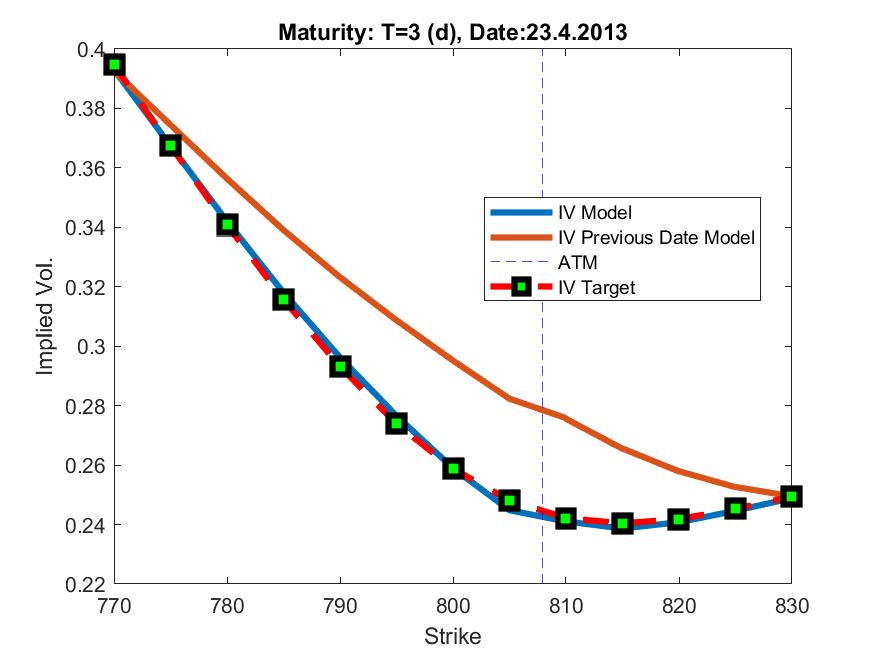 Maturity: T=3 (d), Date:23.4.2013
0.4
0.38
0.36
0.34
0.32
0.3
0.28
0.26
0.24
0.22
Implied Vol.
IV Model
IV Previous Date Model
ATM
IV Target
770
780
790
800
810
820
830
Strike